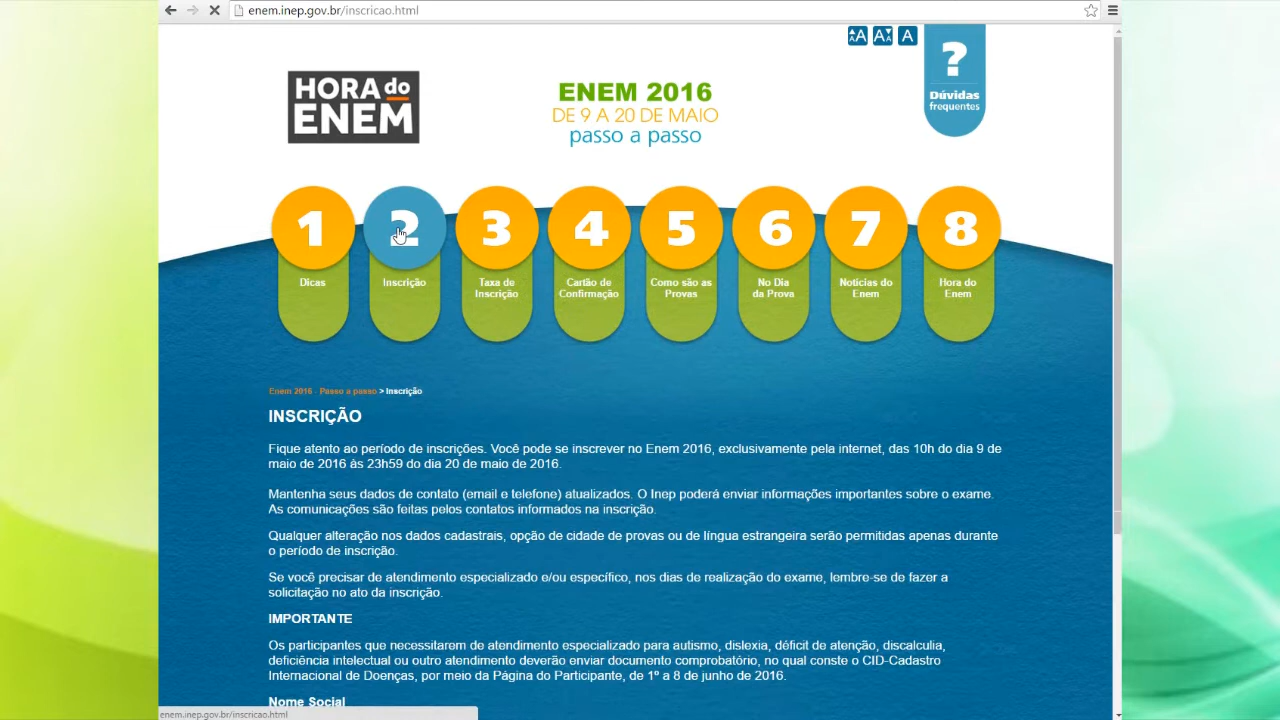 enem.inep.gov.br/inscricao.html
AA AA A
?
Dúvidas
frequentes
HORA do
ENEM
ENEM 2016
DE 9 A 20 DE MAIO
passo a passo
1 2 3 4 5 6 7 8
Dicas
Inscrição
Taxa de
Inscrição
Cartão de
Confirmação
Como são as
Provas
No Dia
da Prova
Notícias do
Enem
Hora do
Enem
Enem 2016 - Passo a passo > Inscrição
INSCRIÇÃO
Fique atento ao período de inscrições. Você pode se inscrever no Enem 2016, exclusivamente pela internet, das 10h do dia 9 de
maio de 2016 às 23h59 do dia 20 de maio de 2016.
Mantenha seus dados de contato (email e telefone) atualizados. O Inep poderá enviar informações importantes sobre o exame.
As comunicações são feitas pelos contatos informados na inscrição.
Qualquer alteração nos dados cadastrais, opção de cidade de provas ou de língua estrangeira serão permitidas apenas durante
o período de inscrição.
Se você precisar de atendimento especializado e/ou específico, nos dias de realização do exame, lembre-se de fazer a
solicitação no ato da inscrição.
IMPORTANTE
Os participantes que necessitarem de atendimento especializado para autismo, dislexia, déficit de atenção, discalculia,
deficiência intelectual ou outro atendimento deverão enviar documento comprobatório, no qual conste o CID-Cadastro
Internacional de Doenças, por meio da Página do Participante, de 1º a 8 de junho de 2016.
Nome Social
enem.inep.gov.br/inscricao.html